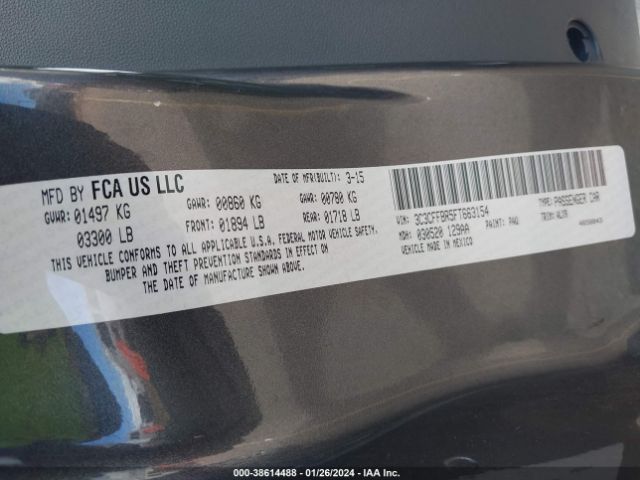 MFD BY FCA US LLC DATE OF MFR(BUILT): 3-15
GVWR: 01497 KG GAWR: 00860 KG GAWR: 00780 KG
03300 LB FRONT: 01894 LB REAR: 01718 LB
THIS VEHICLE CONFORMS TO ALL APPLICABLE U.S.A. FEDERAL MOTOR VEHICLE SAFETY,
BUMPER AND THEFT PREVENTION STANDARDS IN EFFECT ON
THE DATE OF MANUFACTURE SHOWN ABOVE.
VIN: 3C3CFFBR5FT663154 TYPE: PASSENGER CAR
MDH: 030520 129AA PAINT: PAU TRIM:
VEHICLE MADE IN MEXICO
000-38614488 - 01/26/2024 - IAA Inc.